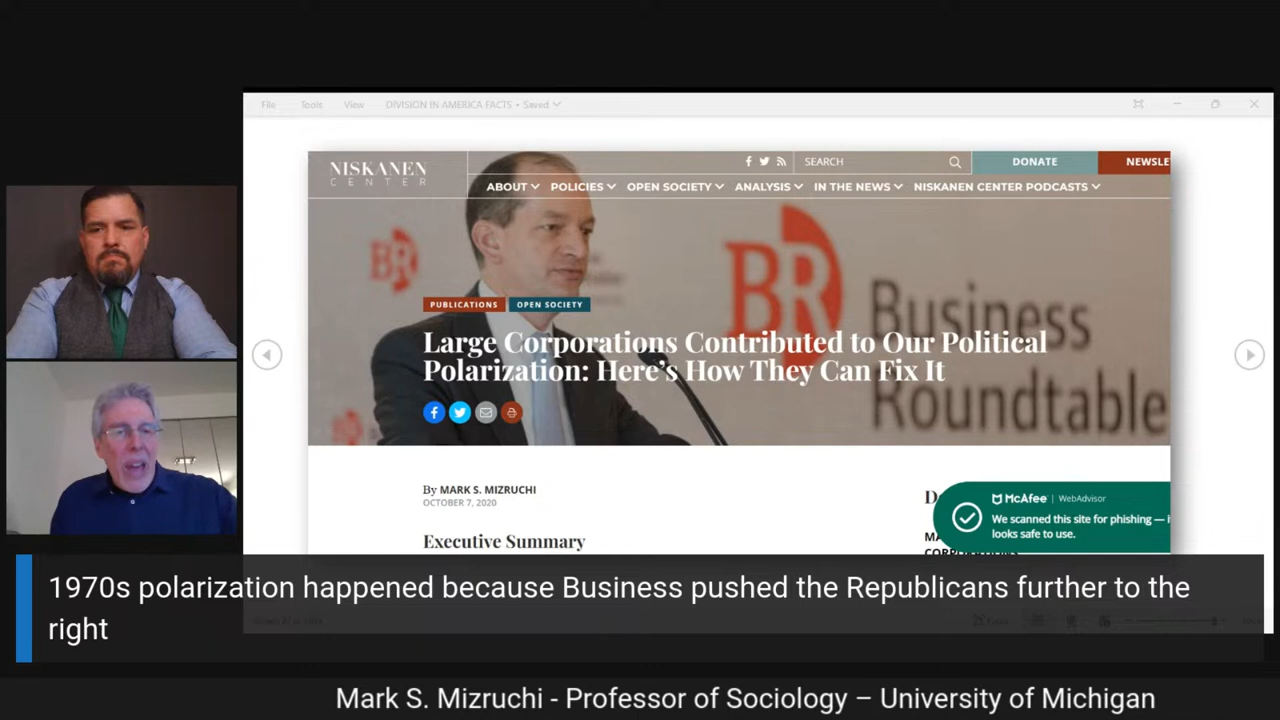 File Tools View DIVISION IN AMERICA FACTS • Saved
NISKANEN
CENTER
SEARCH
DONATE
NEWSLE
ABOUT POLICIES OPEN SOCIETY ANALYSIS IN THE NEWS NISKANEN CENTER PODCASTS
BR
BR
Business
Roundtable
PUBLICATIONS OPEN SOCIETY
Large Corporations Contributed to Our Political
Polarization: Here's How They Can Fix It
By MARK S. MIZRUCHI
OCTOBER 7, 2020
Executive Summary
McAfee | WebAdvisor
We scanned this site for phishing — i
looks safe to use.
1970s polarization happened because Business pushed the Republicans further to the
right
Mark S. Mizruchi - Professor of Sociology – University of Michigan